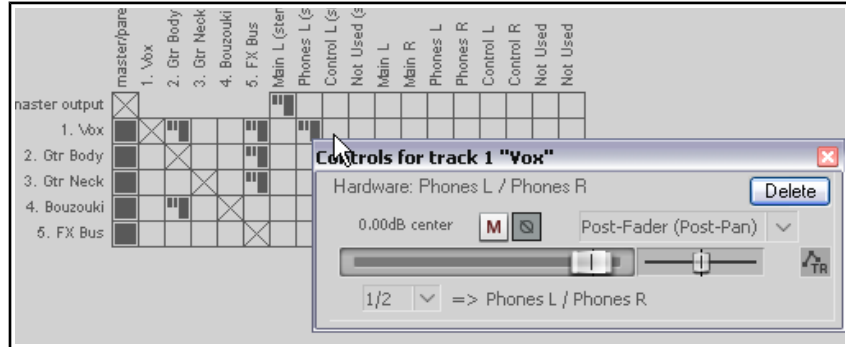 master/pare
1. Vox
2. Gtr Body
3. Gtr Neck
4. Bouzouki
5. FX Bus
Main L (ster
Phones L (s
Control L (s
Not Used (s
Main L
Main R
Phones L
Phones R
Control L
Control R
Not Used
Not Used
naster output
1. Vox
2. Gtr Body
3. Gtr Neck
4. Bouzouki
5. FX Bus
Controls for track 1 "Vox"
Hardware: Phones L / Phones R
Delete
0.00dB center M Post-Fader (Post-Pan)
TR
1/2 => Phones L / Phones R